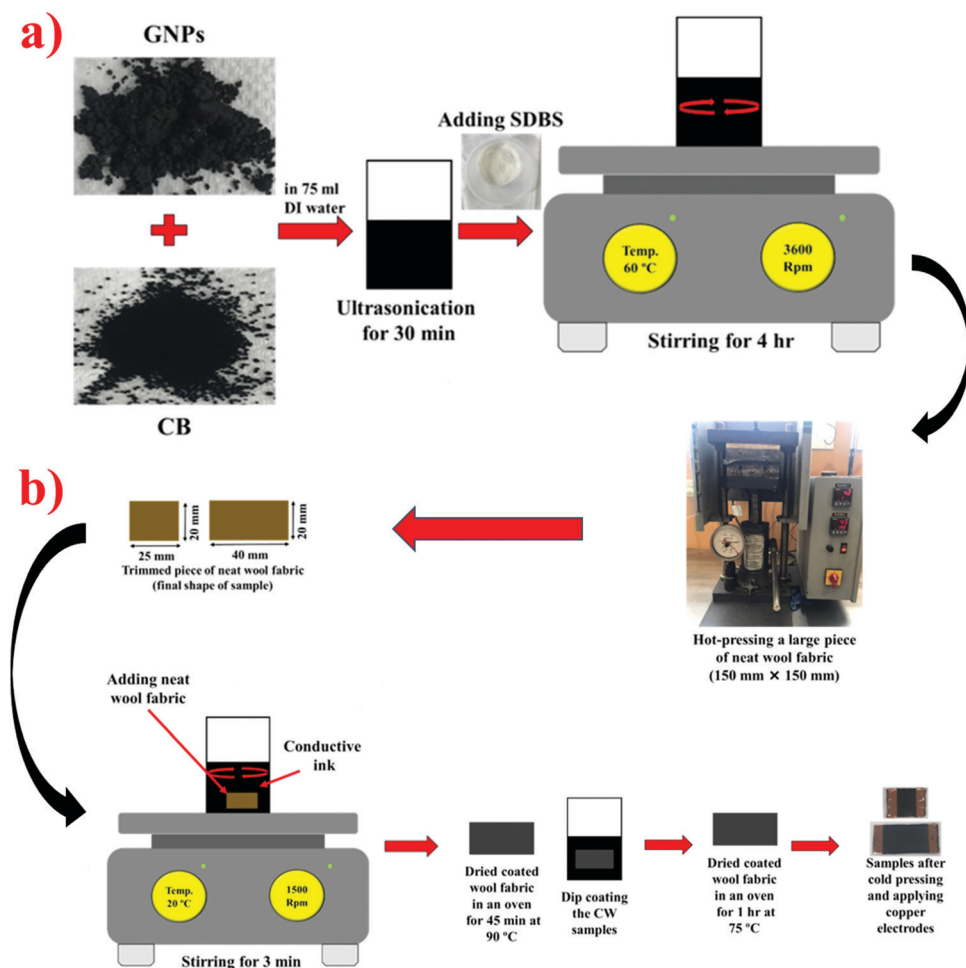 a)
GNPs
in 75 ml
DI water
CB
Ultrasonication
for 30 min
Adding SDBS
Temp.
60 ºC
3600
Rpm
Stirring for 4 hr
Hot-pressing a large piece
of neat wool fabric
(150 mm × 150 mm)
b)
20 mm
20 mm
25 mm
40 mm
Trimmed piece of neat wool fabric
(final shape of sample)
Adding neat
wool fabric
Conductive
ink
Temp.
20 ºC
1500
Rpm
Stirring for 3 min
Dried coated
wool fabric
in an oven
for 45 min at
90 ºC
Dip coating
the CW
samples
Dried coated
wool fabric
in an oven
for 1 hr at
75 ºC
Samples after
cold pressing
and applying
copper
electrodes